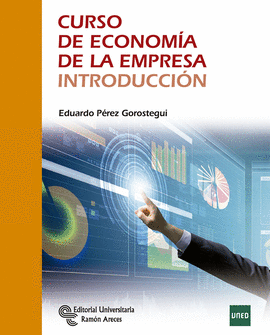 CURSO
DE ECONOMÍA
DE LA EMPRESA
INTRODUCCIÓN
Eduardo Pérez Gorostegui
Editorial Universitaria
Ramón Areces
UNED